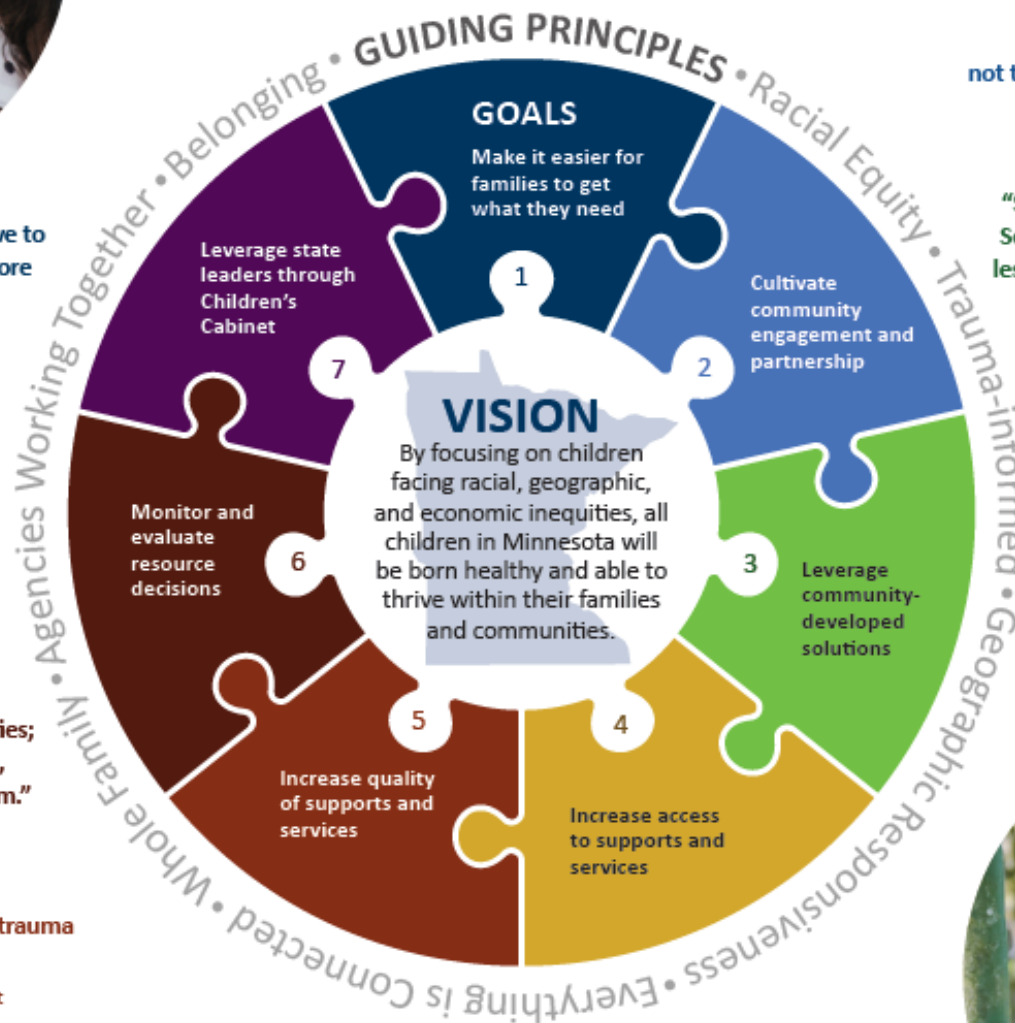 GUIDING PRINCIPLES • Racial Equity • Trauma-informed • Geographic Responsiveness • Everything is Connected • Whole Family • Agencies Working Together • Belonging •
GOALS
Make it easier for
families to get
what they need
1
Cultivate
community
engagement and
partnership
2
Leverage
community-
developed
solutions
3
Increase access
to supports and
services
4
Increase quality
of supports and
services
5
Monitor and
evaluate
resource
decisions
6
Leverage state
leaders through
Children's
Cabinet
7
VISION
By focusing on children
facing racial, geographic,
and economic inequities, all
children in Minnesota will
be born healthy and able to
thrive within their families
and communities.
to
trauma
not